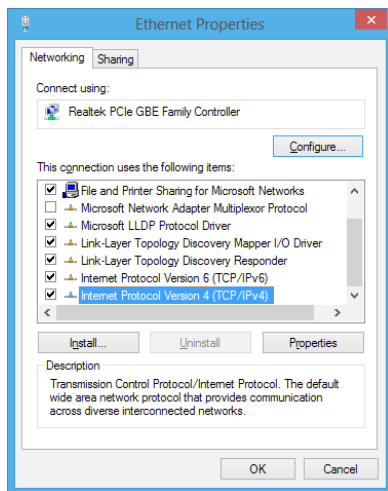 Ethernet Properties
Networking
Sharing
Connect using:
Realtek PCIe GBE Family Controller
Configure...
This connection uses the following items:
File and Printer Sharing for Microsoft Networks
Microsoft Network Adapter Multiplexor Protocol
Microsoft LLDP Protocol Driver
Link-Layer Topology Discovery Mapper I/O Driver
Link-Layer Topology Discovery Responder
Internet Protocol Version 6 (TCP/IPv6)
Internet Protocol Version 4 (TCP/IPv4)
Install...
Uninstall
Properties
Description
Transmission Control Protocol/Internet Protocol. The default
wide area network protocol that provides communication
across diverse interconnected networks.
OK
Cancel